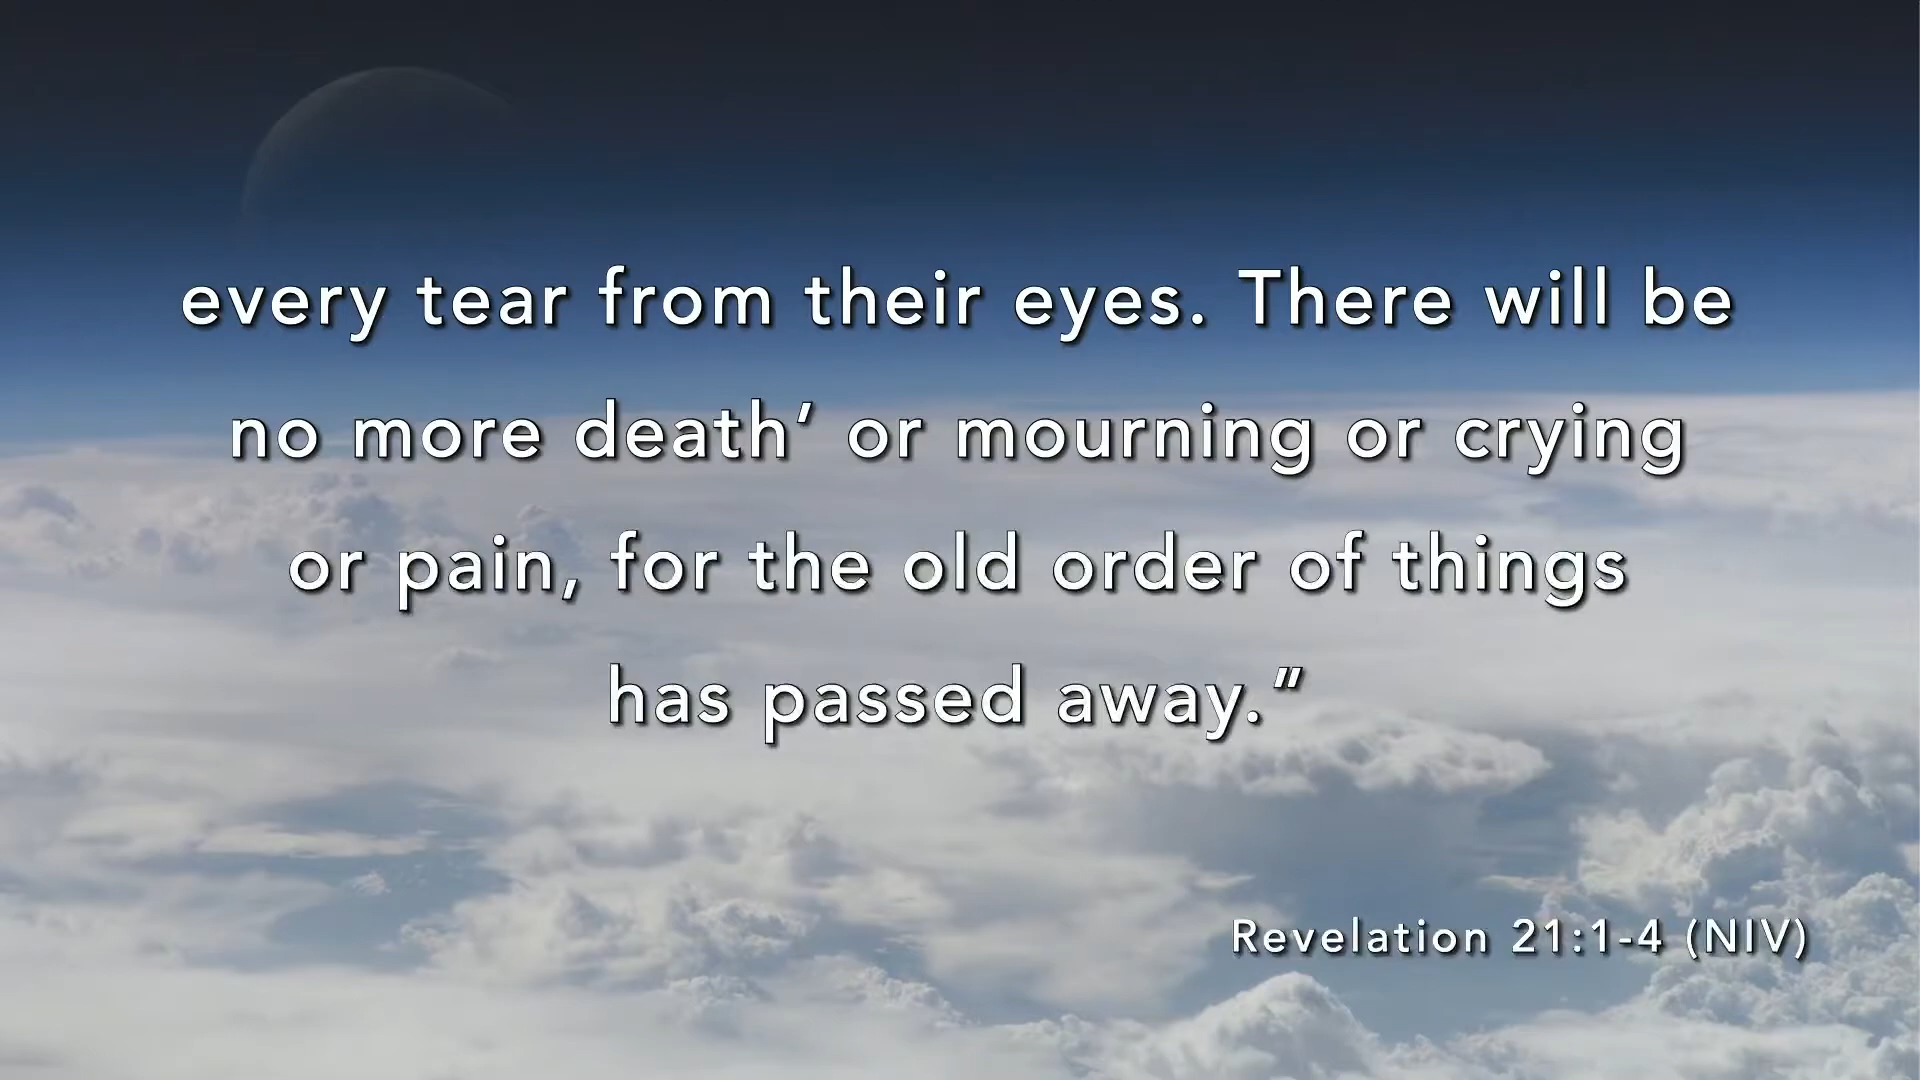 every tear from their eyes. There will be
no more death’ or mourning or crying
or pain, for the old order of things
has passed away.”
Revelation 21:1-4 (NIV)